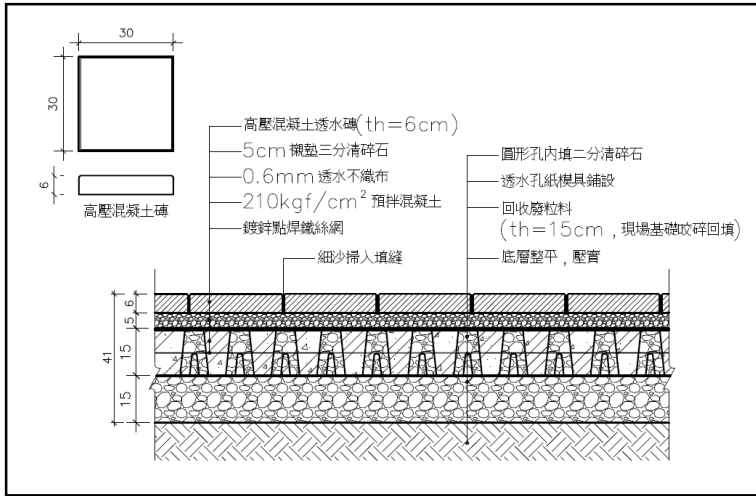 30
30
6
高壓混凝土磚
高壓混凝土透水磚(th=6cm)
5cm 襯墊三分清碎石
0.6mm 透水不織布
210kgf/cm² 預拌混凝土
鍍鋅點焊鐵絲網
細沙掃入填縫
圓形孔內填二分清碎石
透水孔紙模具鋪設
回收廢粒料
(th=15cm , 現場基礎咬碎回填)
底層整平 , 壓實
41
6
5
15
15